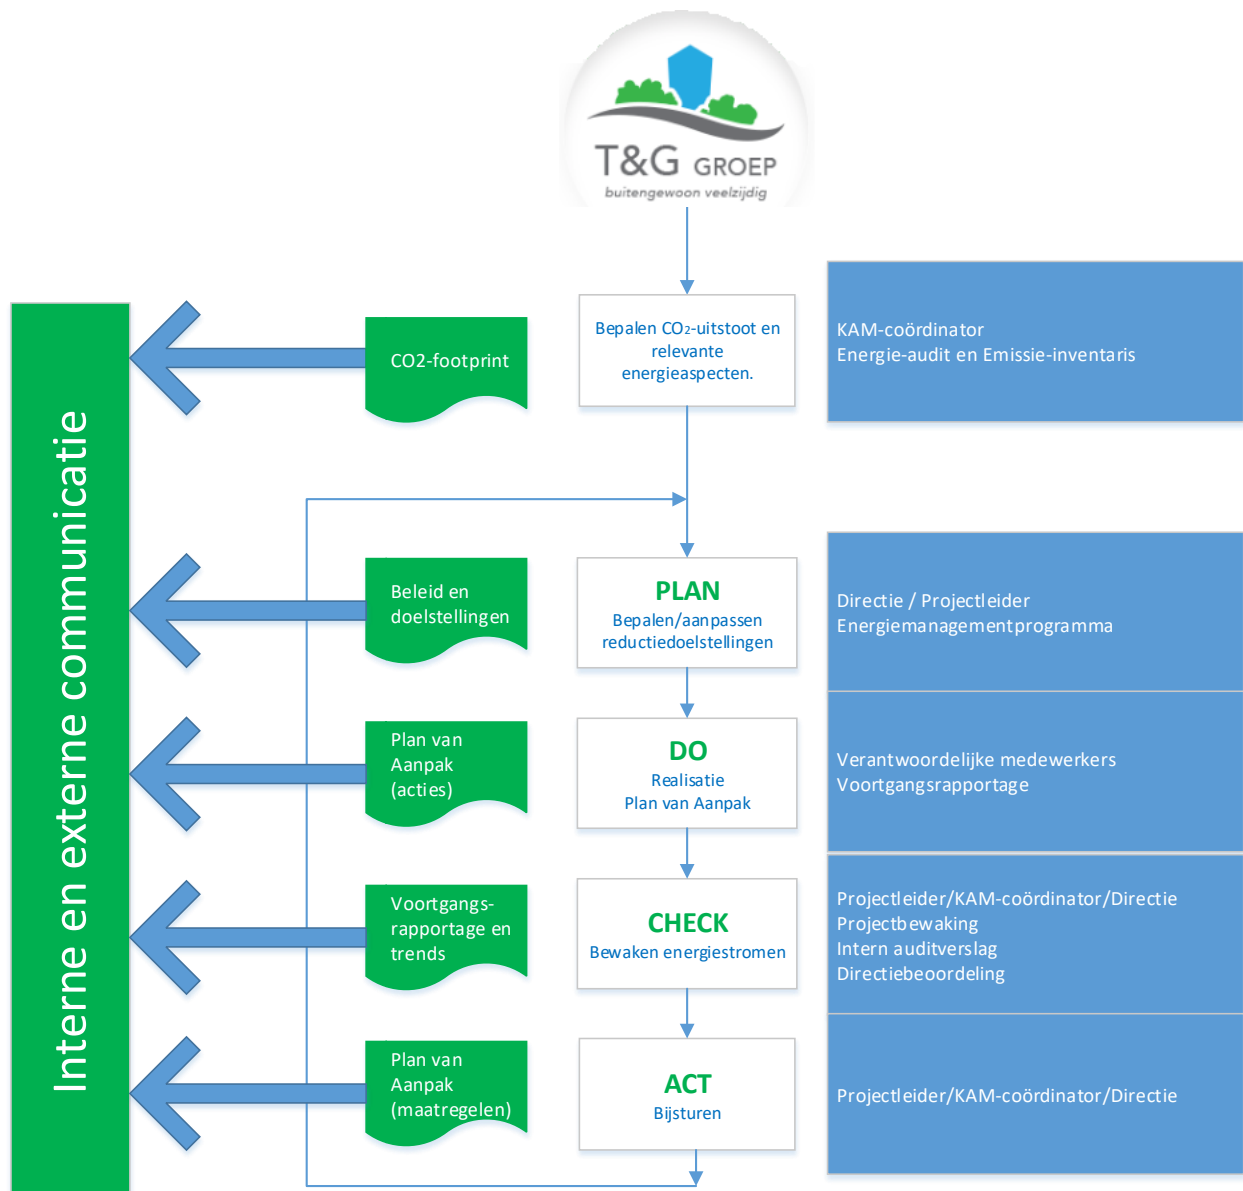 T&G GROEP
buitengewoon veelzijdig
Interne en externe communicatie
CO2-footprint
Bepalen CO₂-uitstoot en
relevante
energieaspecten.
KAM-coördinator
Energie-audit en Emissie-inventaris
Beleid en
doelstellingen
PLAN
Bepalen/aanpassen
reductiedoelstellingen
Directie / Projectleider
Energiemanagementprogramma
Plan van
Aanpak
(acties)
DO
Realisatie
Plan van Aanpak
Verantwoordelijke medewerkers
Voortgangsrapportage
Voortgangs-
rapportage en
trends
CHECK
Bewaken energiestromen
Projectleider/KAM-coördinator/Directie
Projectbewaking
Intern auditverslag
Directiebeoordeling
Plan van
Aanpak
(maatregelen)
ACT
Bijsturen
Projectleider/KAM-coördinator/Directie